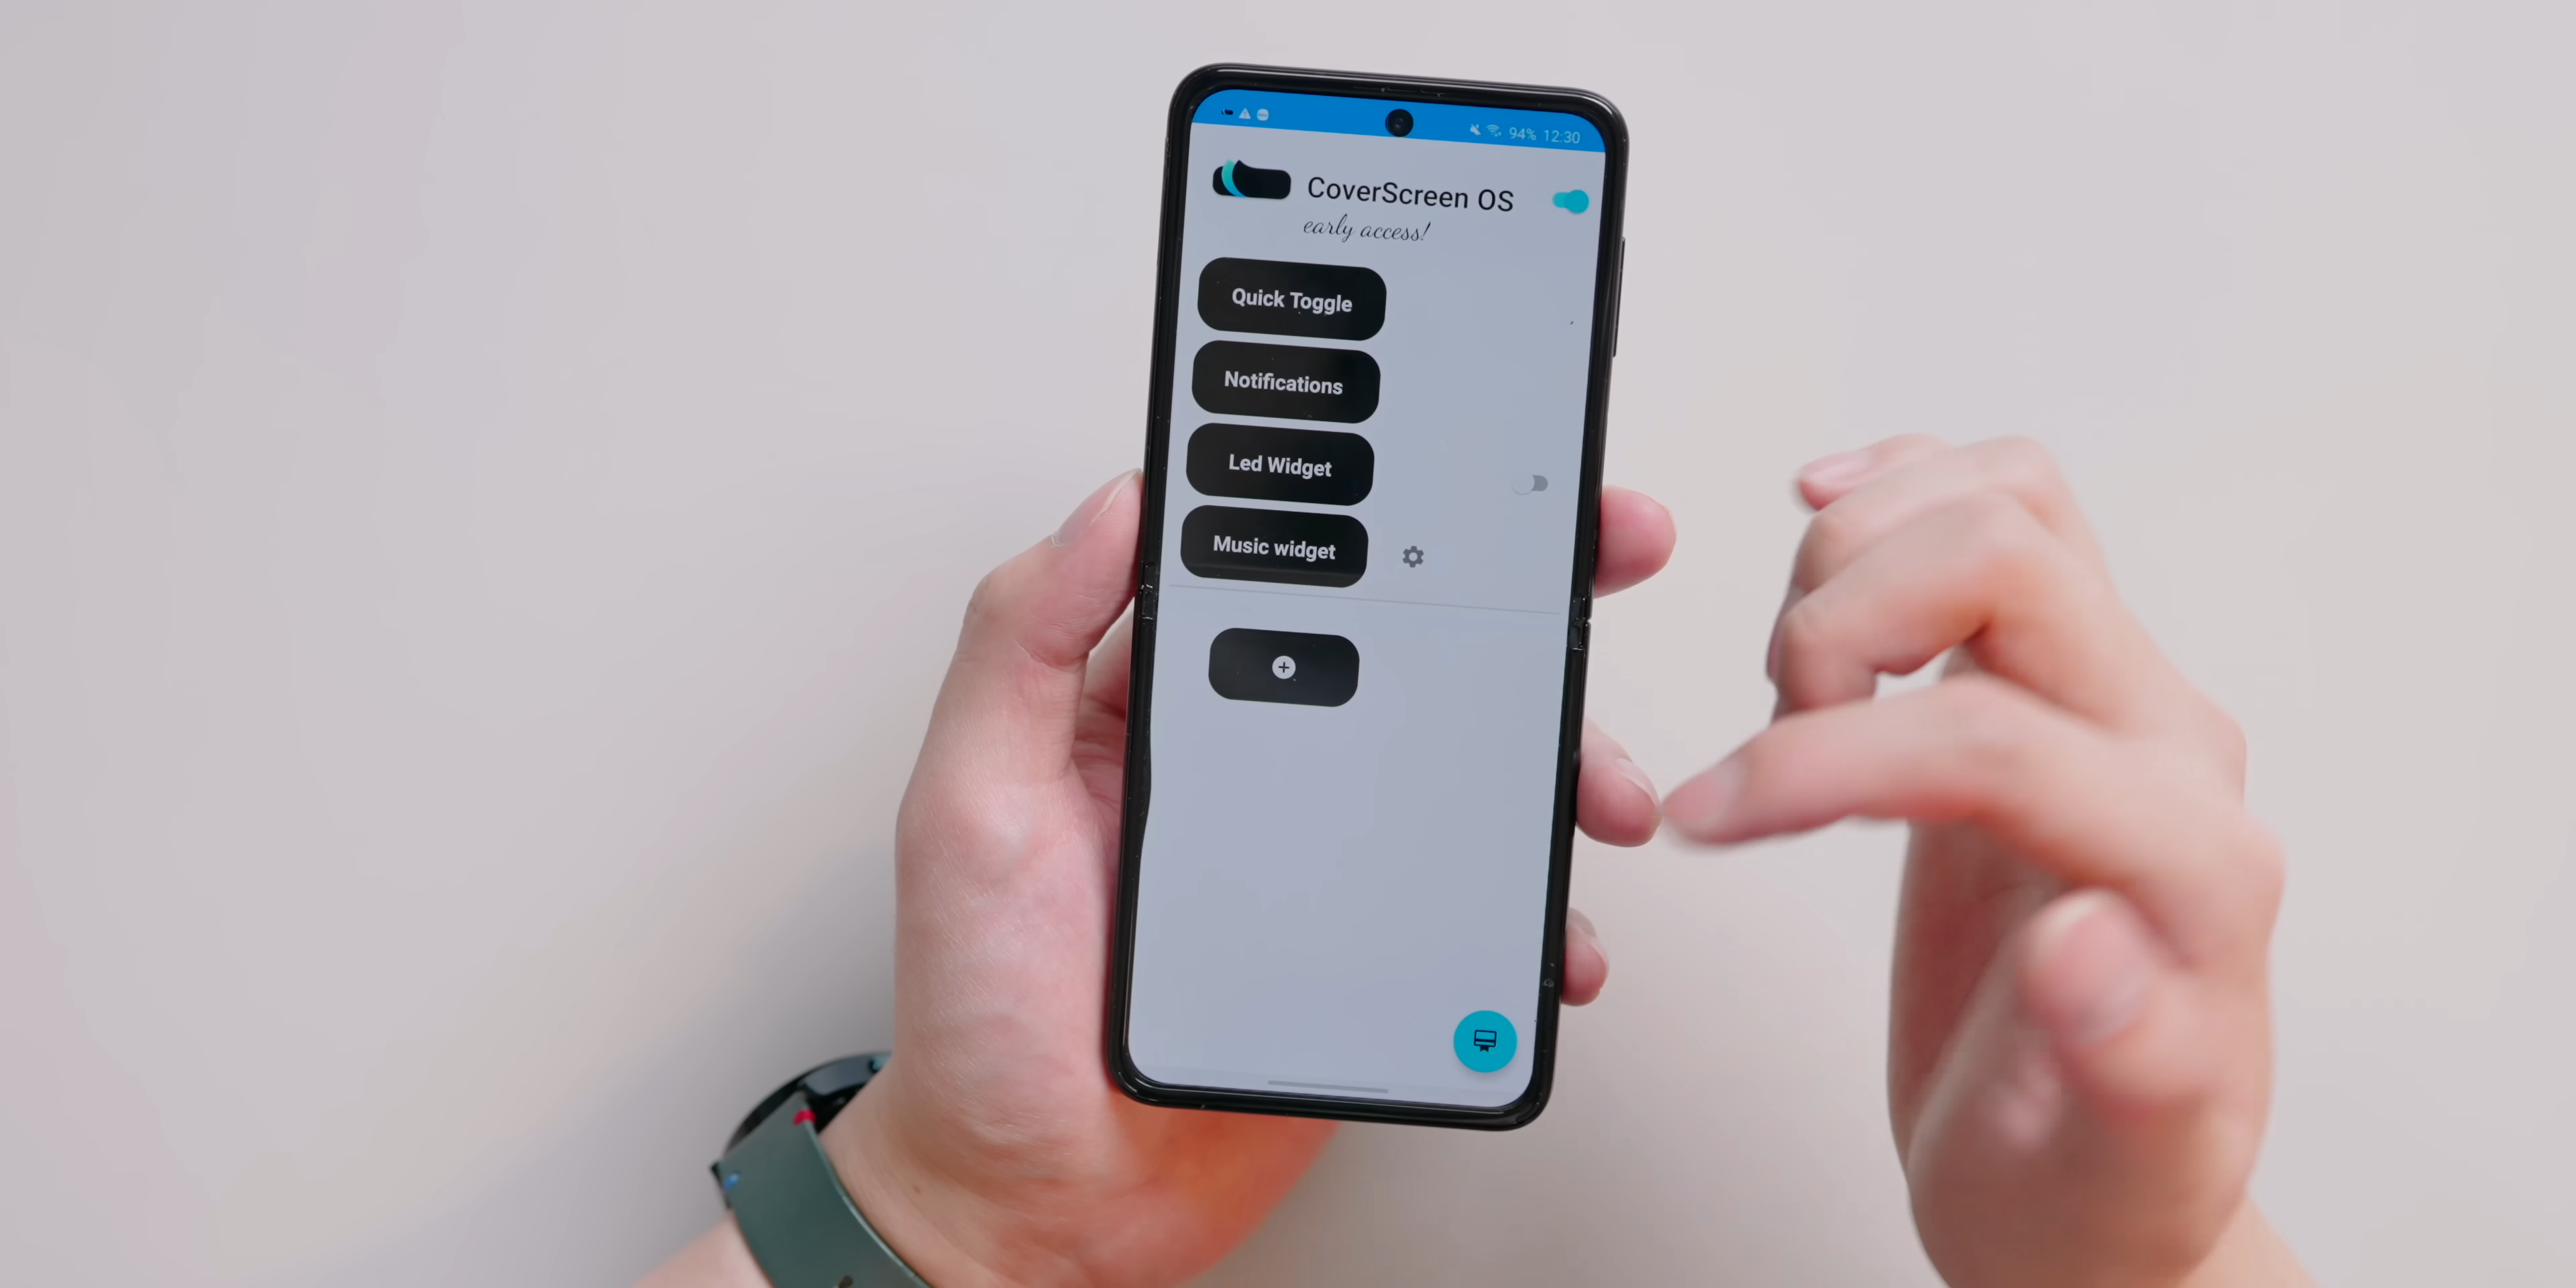 94% 12:30
CoverScreen OS
early access!
Quick Toggle
Notifications
Led Widget
Music widget